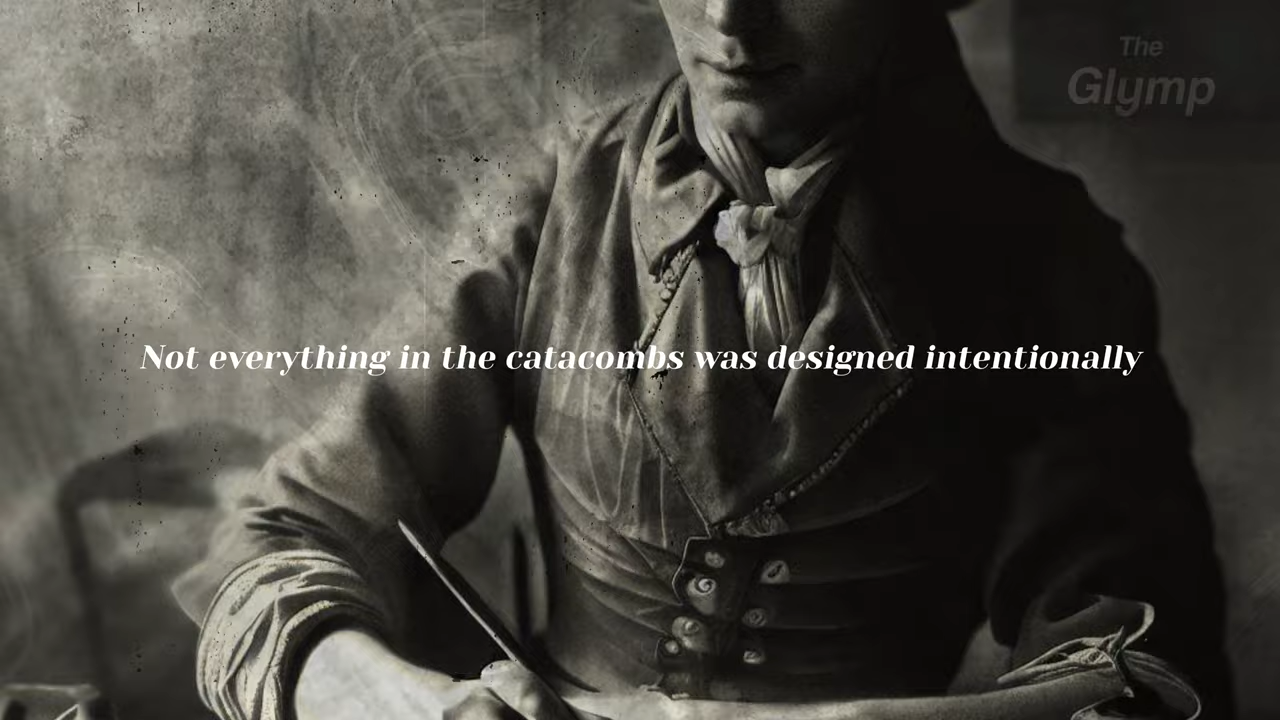 The
Glymp
Not everything in the catacombs was designed intentionally